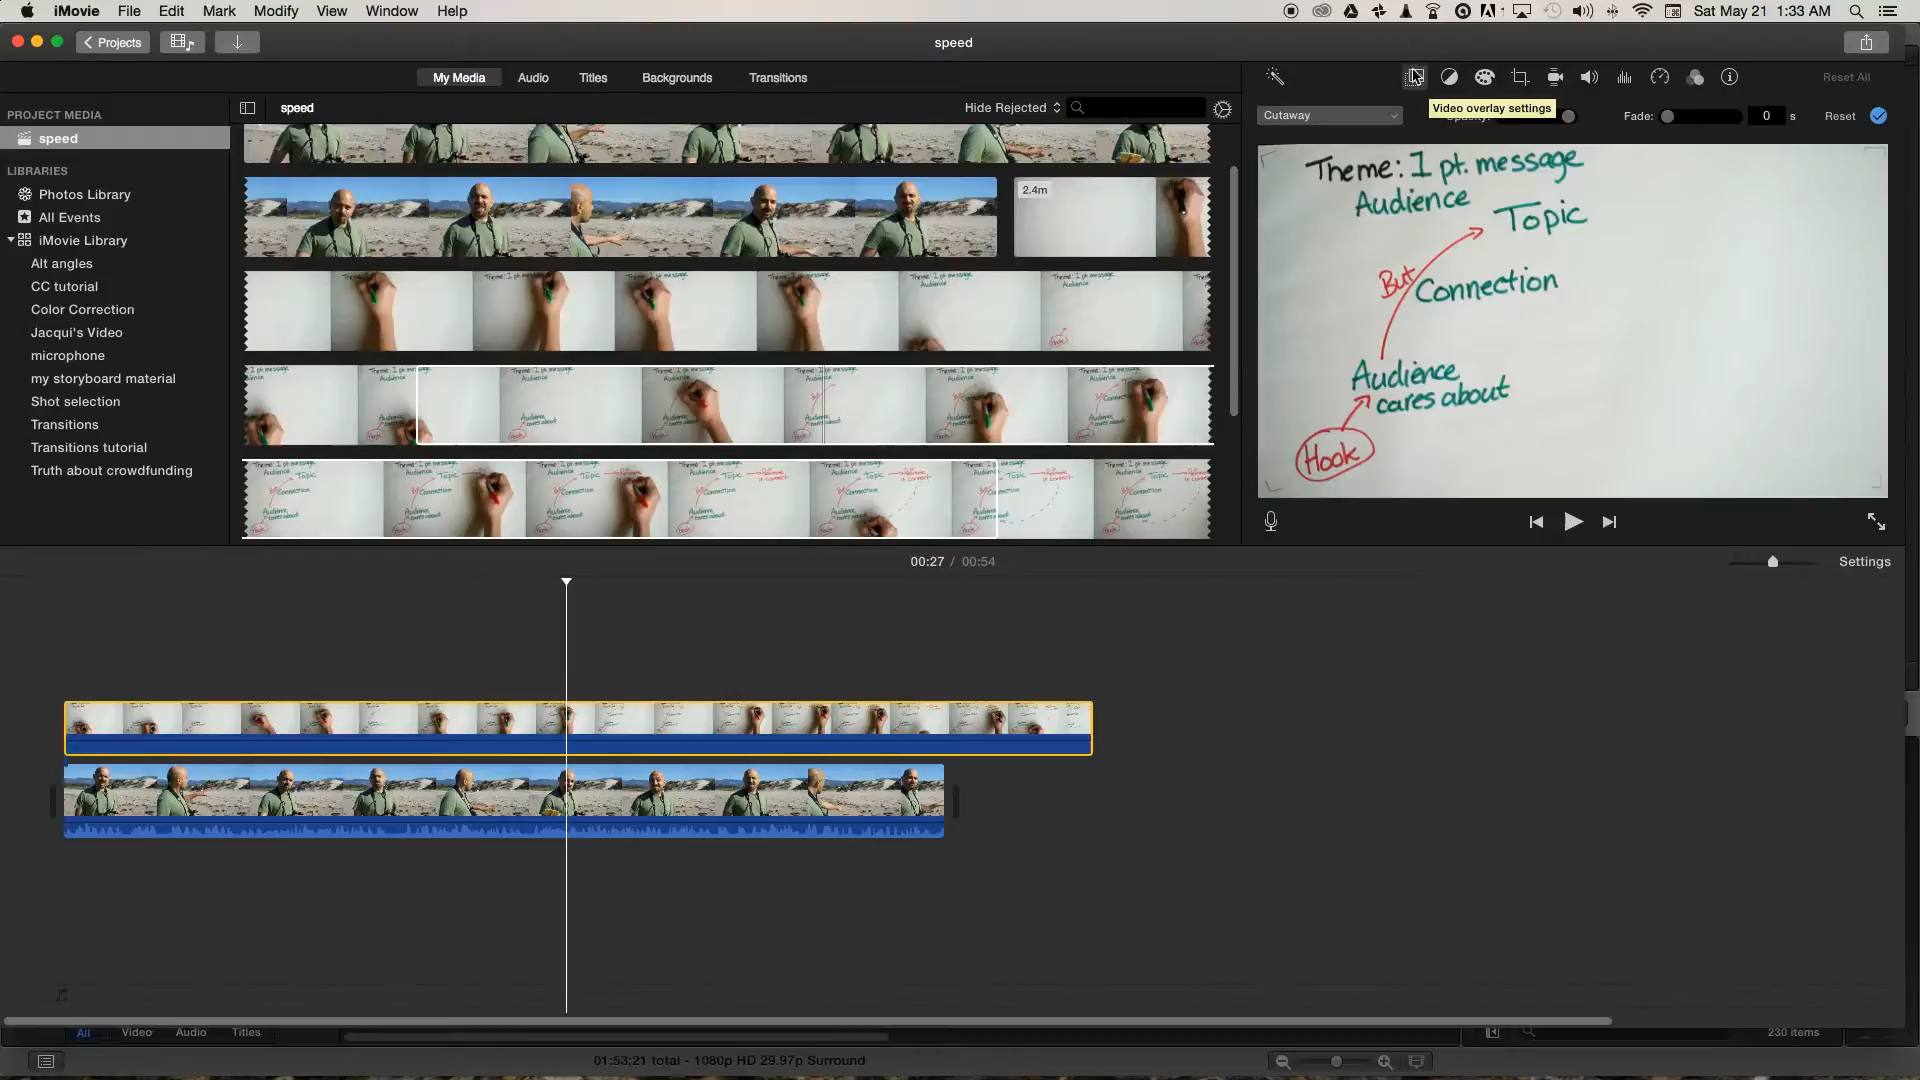 iMovie File Edit Mark Modify View Window Help
Sat May 21 1:33 AM
Projects
speed
My Media Audio Titles Backgrounds Transitions
Reset All
PROJECT MEDIA
speed
LIBRARIES
Photos Library
All Events
iMovie Library
Alt angles
CC tutorial
Color Correction
Jacqui's Video
microphone
my storyboard material
Shot selection
Transitions
Transitions tutorial
Truth about crowdfunding
speed
Hide Rejected
2.4m
Video overlay settings
Cutaway
Opacity:
Fade:
0 s
Reset
Theme: 1 pt. message
Audience
Topic
But
Connection
Audience
cares about
Hook
00:27 / 00:54
Settings
All Video Audio Titles
230 items
01:53;21 total - 1080p HD 29.97p Surround